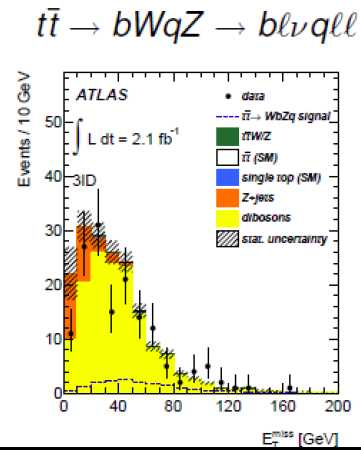 tt̄ → bWqZ → bℓνqℓℓ
Events / 10 GeV
ATLAS
∫ L dt = 2.1 fb⁻¹
3ID
data
tt̄→ WbZq signal
tt̄W/Z
tt̄ (SM)
single top (SM)
Z+jets
dibosons
stat. uncertainty
50
40
30
20
10
0
0 40 80 120 160 200
E_T^miss [GeV]